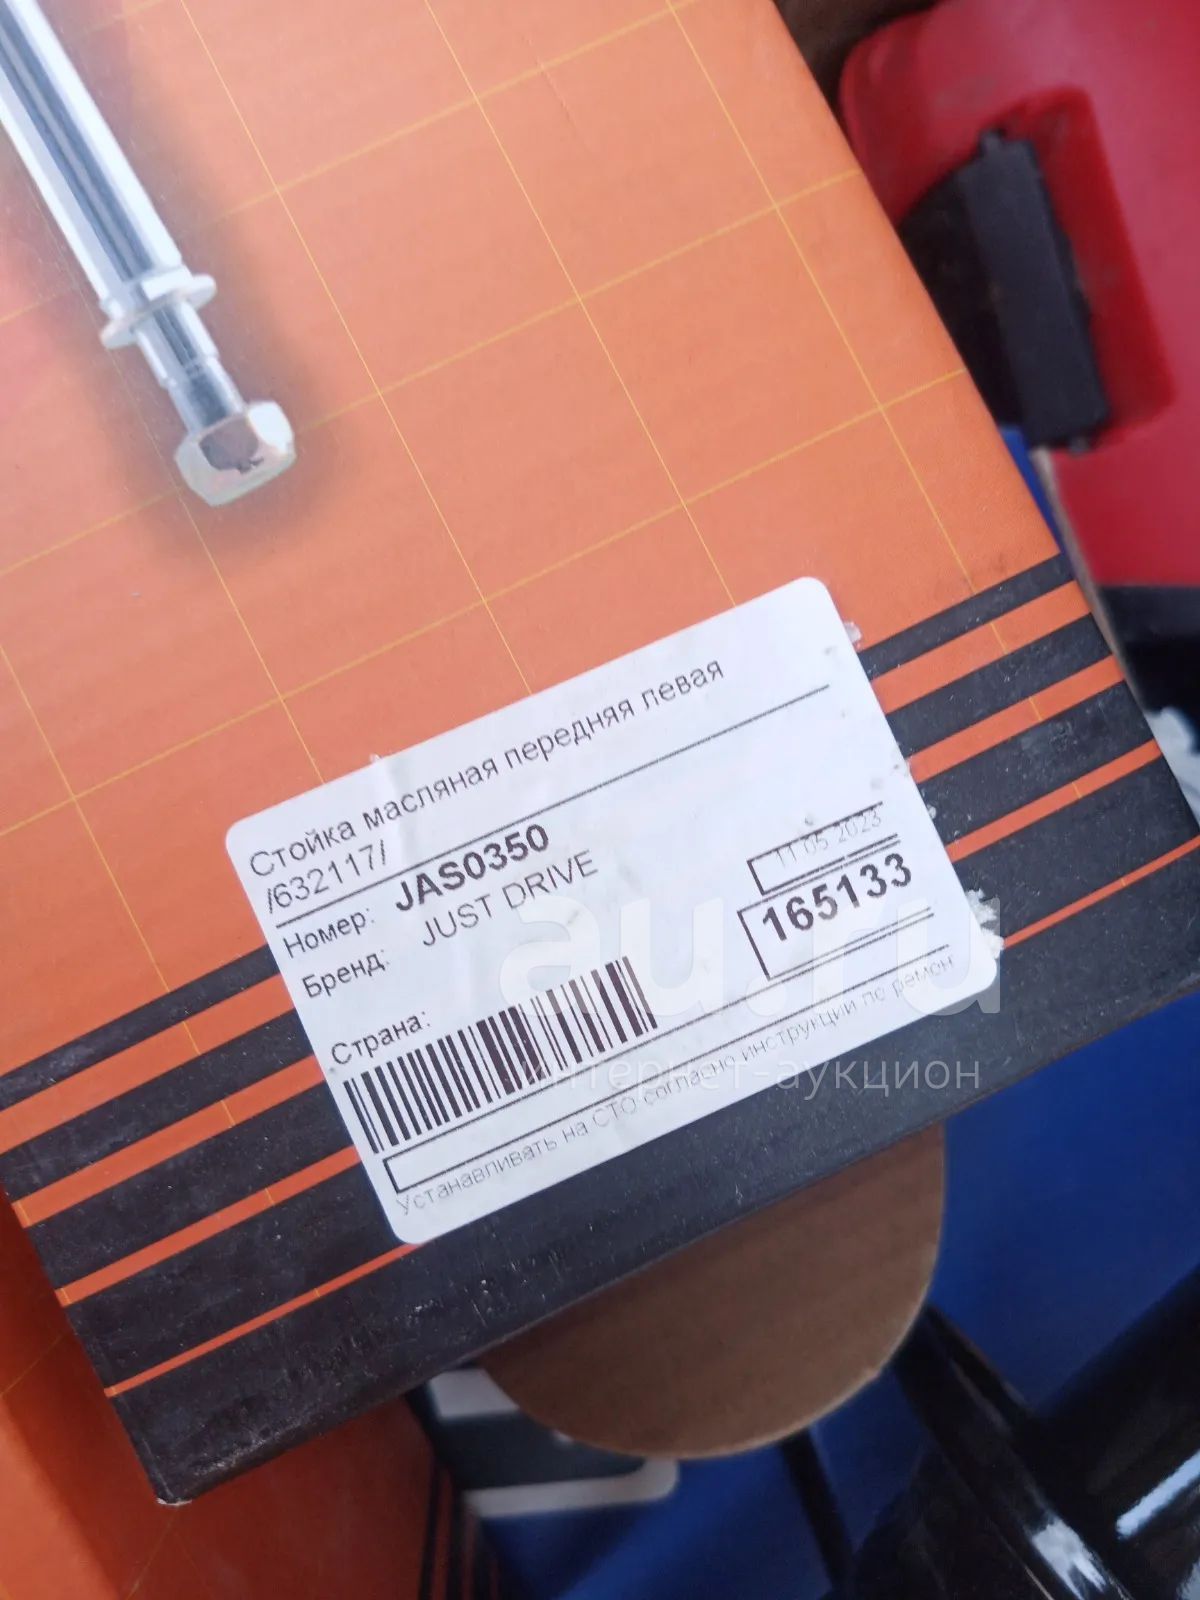 Стойка масляная передняя левая
/632117/
Номер: JAS0350
Бренд: JUST DRIVE
11 05 2023
165133
Страна:
Устанавливать на СТО согласно инструкции по ремон
au.ru
интернет-аукцион